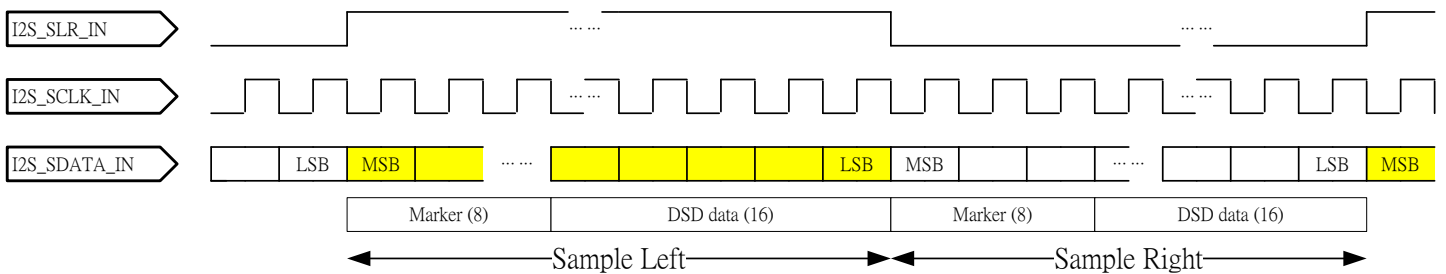 I2S_SLR_IN
... ...
... ...
I2S_SCLK_IN
... ...
... ...
I2S_SDATA_IN
LSB
MSB
... ...
LSB
MSB
... ...
LSB
MSB
Marker (8)
DSD data (16)
Marker (8)
DSD data (16)
Sample Left
Sample Right